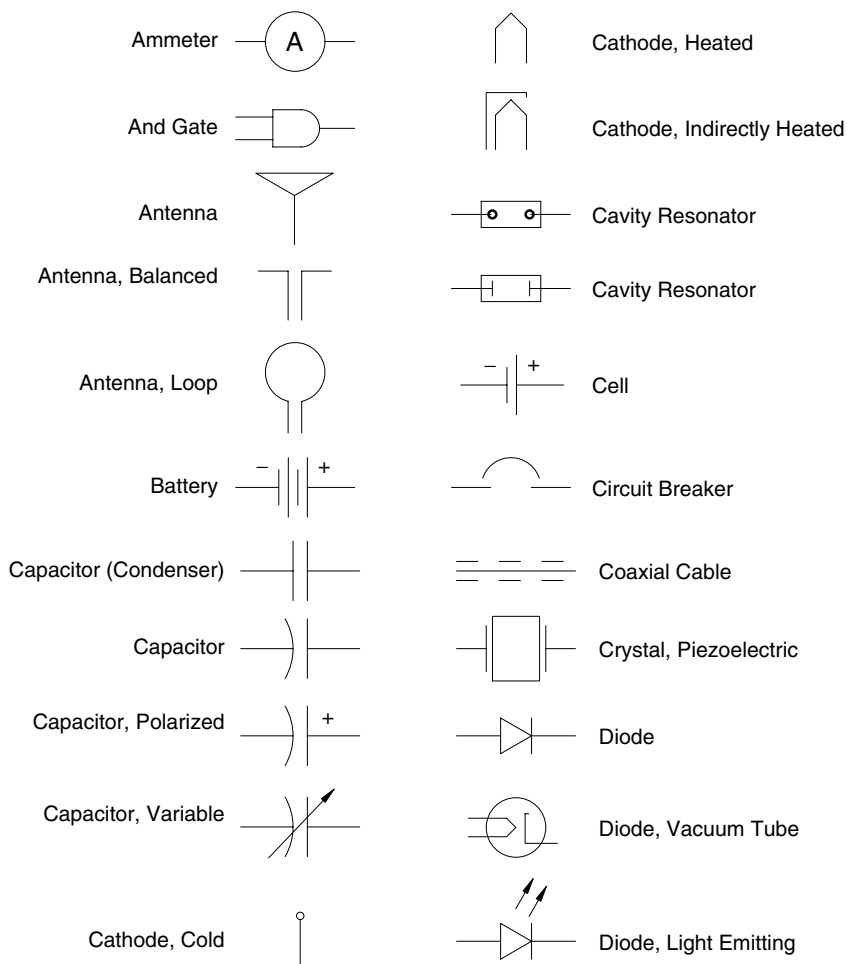 Ammeter
A
And Gate
Antenna
Antenna, Balanced
Antenna, Loop
Battery
− +
Capacitor (Condenser)
Capacitor
Capacitor, Polarized
+
Capacitor, Variable
Cathode, Cold
Cathode, Heated
Cathode, Indirectly Heated
Cavity Resonator
Cavity Resonator
− +
Cell
Circuit Breaker
Coaxial Cable
Crystal, Piezoelectric
Diode
Diode, Vacuum Tube
Diode, Light Emitting